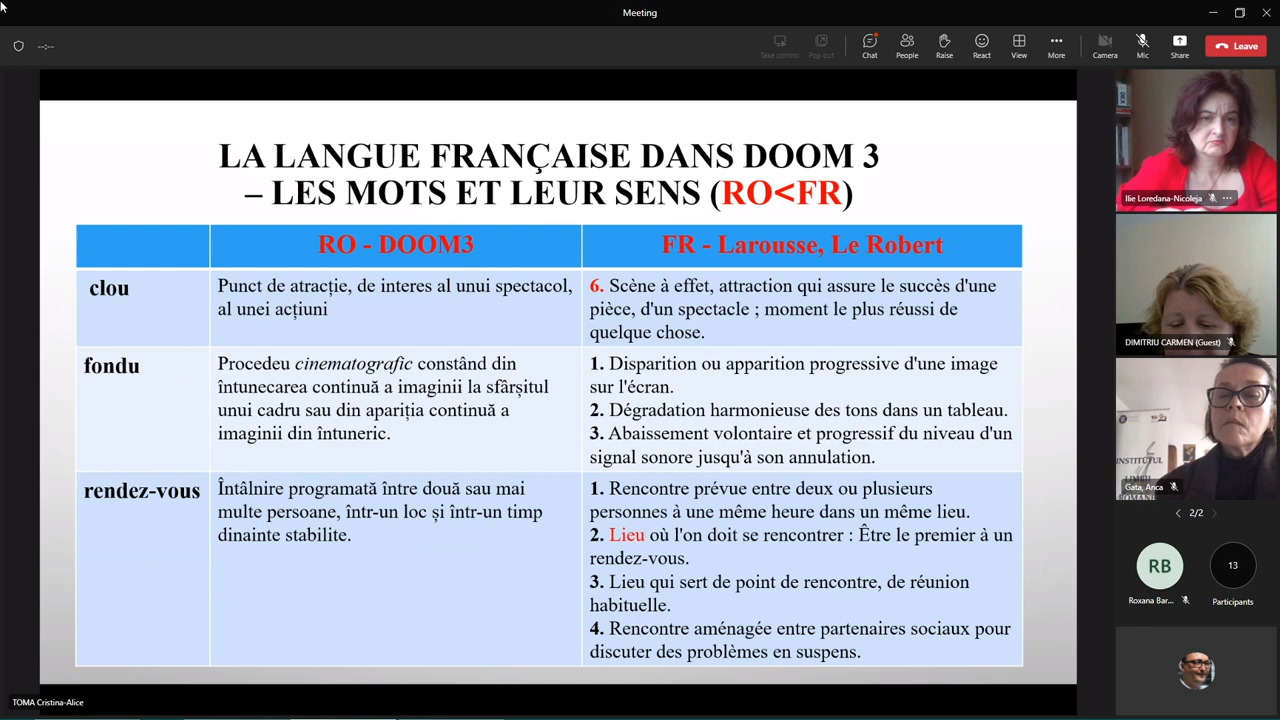 Meeting
--:--
Take control
Pop out
Chat
People
Raise
React
View
More
Camera
Mic
Share
Leave
LA LANGUE FRANÇAISE DANS DOOM 3
– LES MOTS ET LEUR SENS (RO<FR)
RO - DOOM3
FR - Larousse, Le Robert
clou
Punct de atracție, de interes al unui spectacol,
al unei acțiuni
6. Scène à effet, attraction qui assure le succès d'une
pièce, d'un spectacle ; moment le plus réussi de
quelque chose.
fondu
Procedeu cinematografic constând din
întunecarea continuă a imaginii la sfârșitul
unui cadru sau din apariția continuă a
imaginii din întuneric.
1. Disparition ou apparition progressive d'une image
sur l'écran.
2. Dégradation harmonieuse des tons dans un tableau.
3. Abaissement volontaire et progressif du niveau d'un
signal sonore jusqu'à son annulation.
rendez-vous
Întâlnire programată între două sau mai
multe persoane, într-un loc și într-un timp
dinainte stabilite.
1. Rencontre prévue entre deux ou plusieurs
personnes à une même heure dans un même lieu.
2. Lieu où l'on doit se rencontrer : Être le premier à un
rendez-vous.
3. Lieu qui sert de point de rencontre, de réunion
habituelle.
4. Rencontre aménagée entre partenaires sociaux pour
discuter des problèmes en suspens.
TOMA Cristina-Alice
Ilie Loredana-Nicoleja
DIMITRIU CARMEN (Guest)
INSTITUTUL
Gata, Anca
2/2
RB
Roxana Bar...
13
Participants